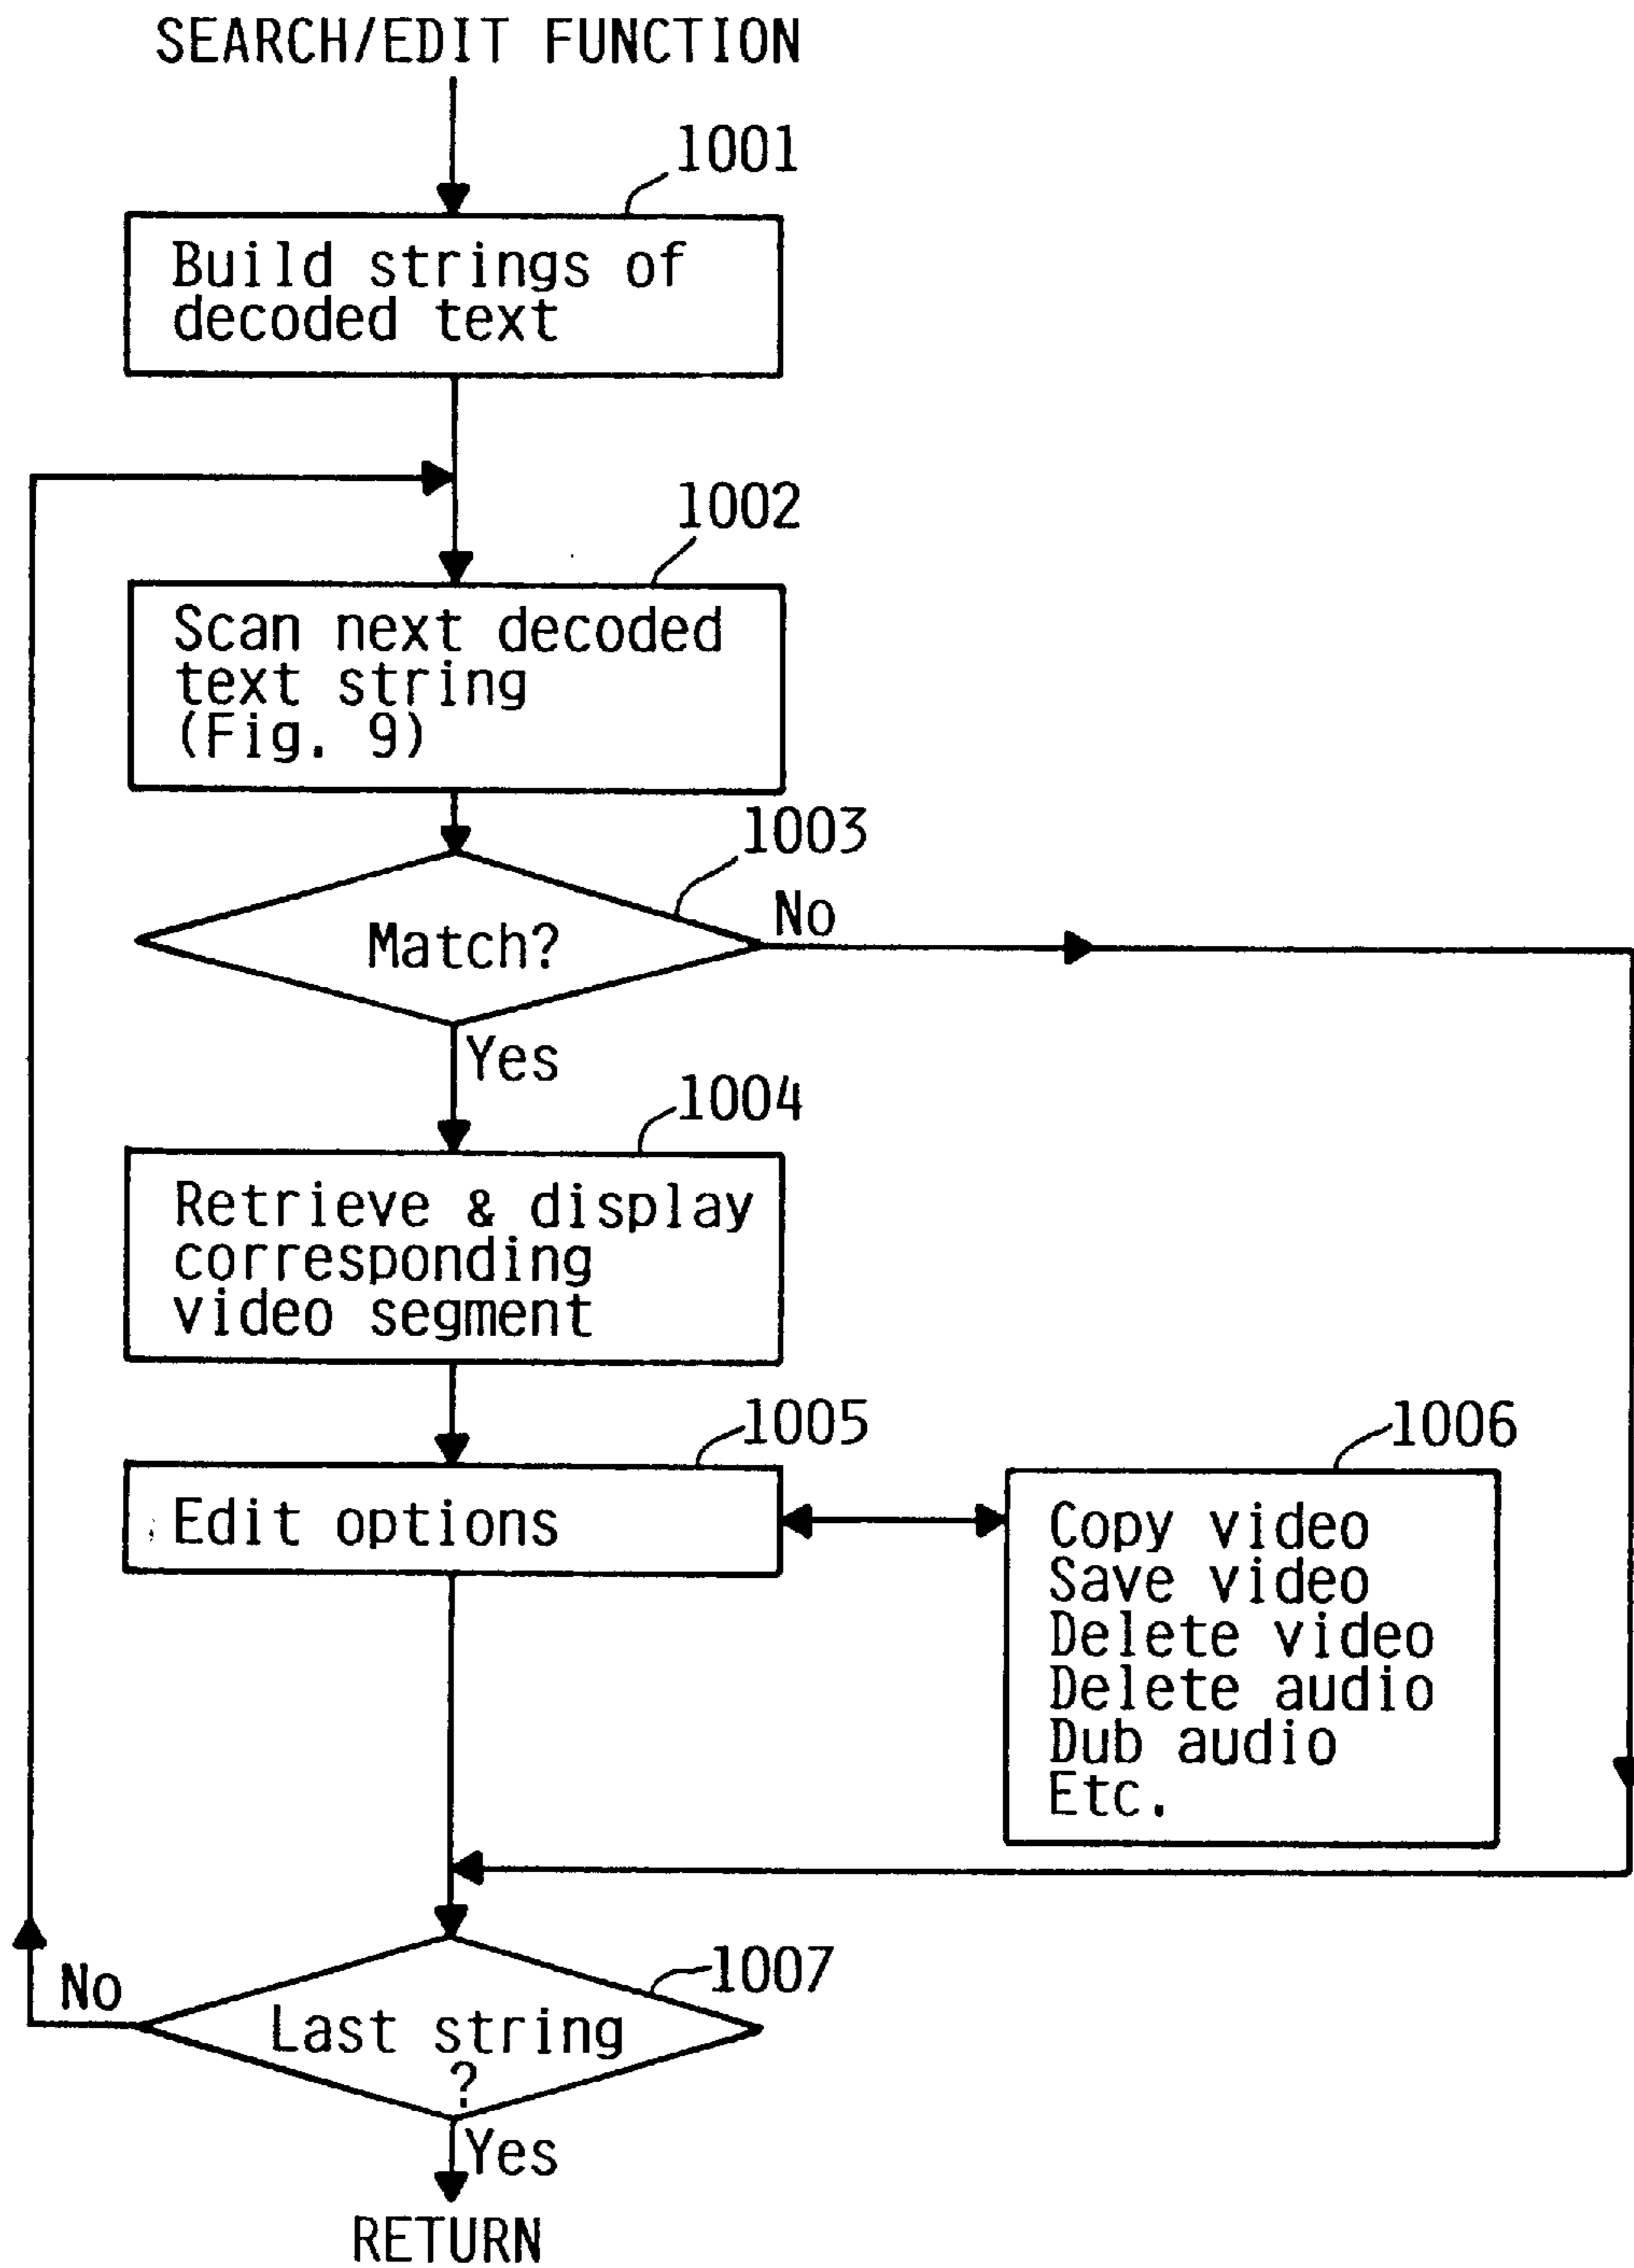 SEARCH/EDIT FUNCTION
1001
Build strings of
decoded text
1002
Scan next decoded
text string
(Fig. 9)
1003
Match?
No
Yes
1004
Retrieve & display
corresponding
video segment
1005
Edit options
1006
Copy video
Save video
Delete video
Delete audio
Dub audio
Etc.
1007
No
Last string
?
Yes
RETURN